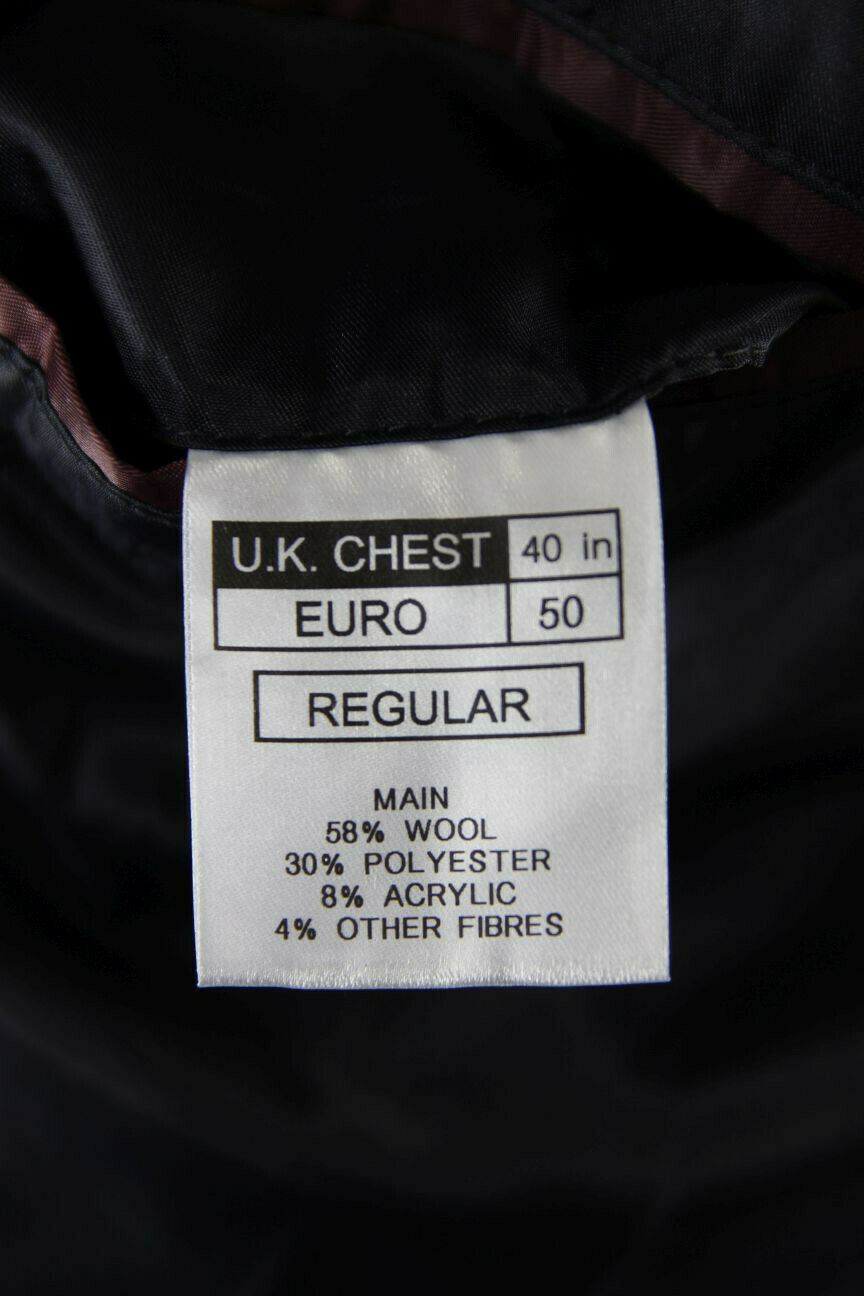 U.K. CHEST 40 in
EURO 50
REGULAR
MAIN
58% WOOL
30% POLYESTER
8% ACRYLIC
4% OTHER FIBRES